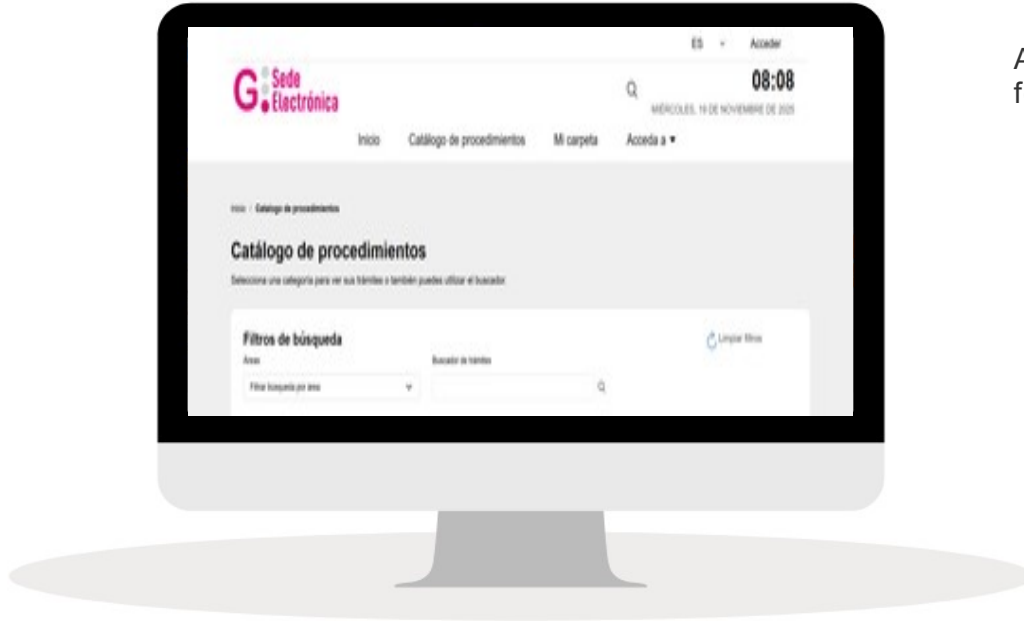 ES Acceder
G Sede
Electrónica
08:08
MIÉRCOLES, 19 DE NOVIEMBRE DE 2025
Inicio Catálogo de procedimientos Mi carpeta Acceda a
Inicio / Catálogo de procedimientos
Catálogo de procedimientos
Selecciona una categoría para ver sus trámites o también puedes utilizar el buscador.
Filtros de búsqueda
Limpiar filtros
Áreas Buscador de trámites
Filtrar búsqueda por área
A
f